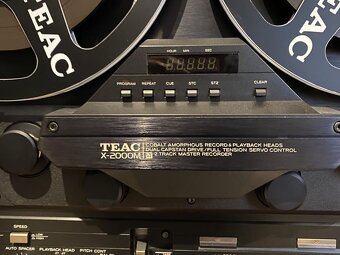 TEAC
TEAC
HOUR MIN SEC
PROGRAM REPEAT CUE STC STZ CLEAR
TEAC
X-2000M
COBALT AMORPHOUS RECORD & PLAYBACK HEADS
DUAL CAPSTAN DRIVE/FULL TENSION SERVO CONTROL
2 TRACK MASTER RECORDER
SPEED
AUTO SPACER PLAYBACK HEAD PITCH CONT